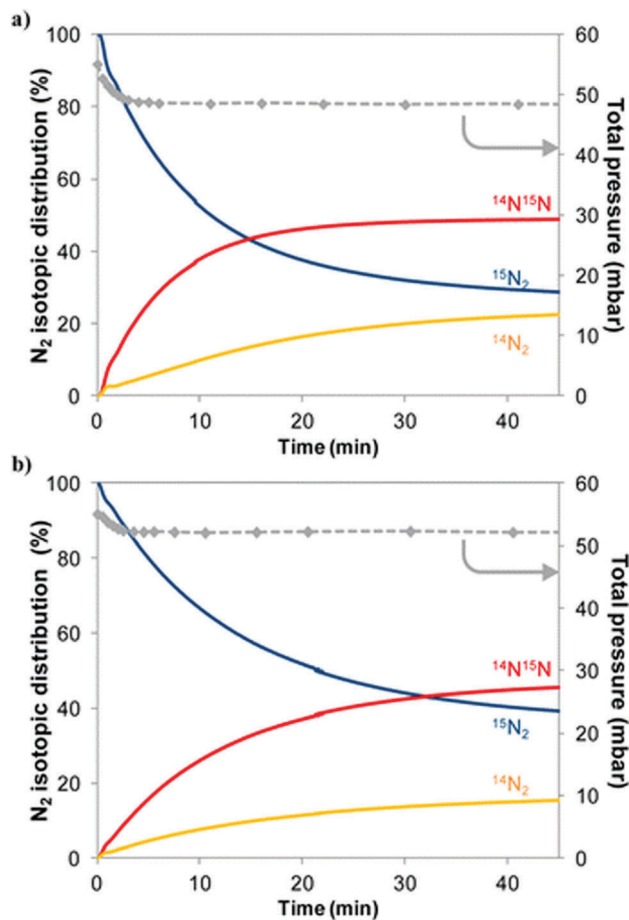 a)
N₂ isotopic distribution (%)
100
80
60
40
20
0
60
50
40
30
20
10
0
Total pressure (mbar)
¹⁴N¹⁵N
¹⁵N₂
¹⁴N₂
0 10 20 30 40
Time (min)
b)
N₂ isotopic distribution (%)
100
80
60
40
20
0
60
50
40
30
20
10
0
Total pressure (mbar)
¹⁴N¹⁵N
¹⁵N₂
¹⁴N₂
0 10 20 30 40
Time (min)